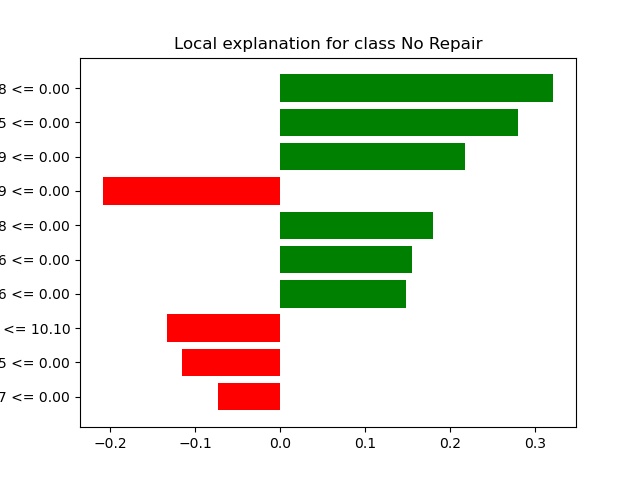 Local explanation for class No Repair
8 <= 0.00
5 <= 0.00
9 <= 0.00
9 <= 0.00
8 <= 0.00
6 <= 0.00
6 <= 0.00
<= 10.10
5 <= 0.00
7 <= 0.00
−0.2 −0.1 0.0 0.1 0.2 0.3